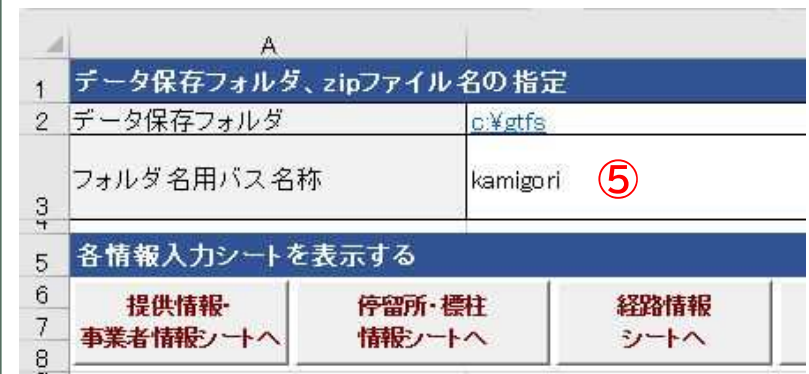 A
1 データ保存フォルダ、zipファイル名の指定
2 データ保存フォルダ c:¥gtfs
3 フォルダ名用バス名称 kamigori ⑤
4
5 各情報入力シートを表示する
6 提供情報・ 停留所・標柱 経路情報
7 事業者情報シートへ 情報シートへ シートへ
8